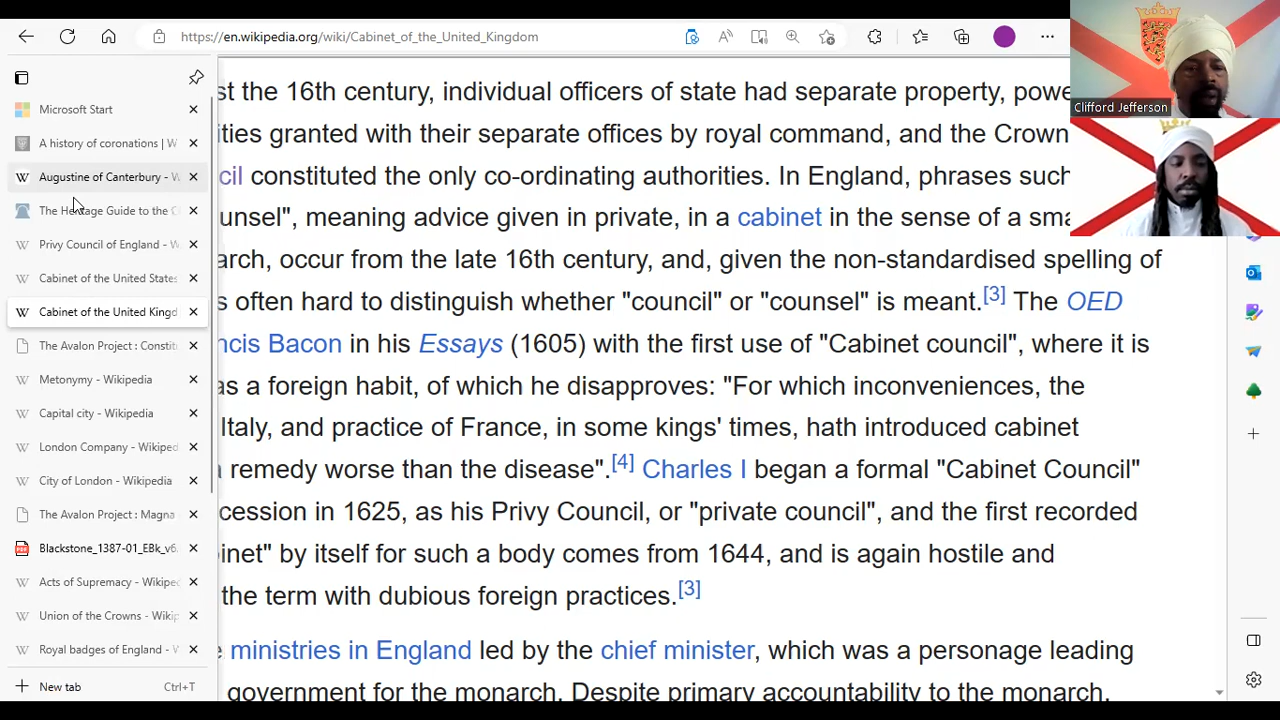 https://en.wikipedia.org/wiki/Cabinet_of_the_United_Kingdom
Microsoft Start
A history of coronations | W
Augustine of Canterbury - W
The Heritage Guide to the C
Privy Council of England - W
Cabinet of the United States
Cabinet of the United Kingd
The Avalon Project : Constit
Metonymy - Wikipedia
Capital city - Wikipedia
London Company - Wikiped
City of London - Wikipedia
The Avalon Project : Magna
Blackstone_1387-01_EBk_v6.
Acts of Supremacy - Wikipe
Union of the Crowns - Wikip
Royal badges of England - W
New tab Ctrl+T
st the 16th century, individual officers of state had separate property, powe
ities granted with their separate offices by royal command, and the Crown
cil constituted the only co-ordinating authorities. In England, phrases such
unsel", meaning advice given in private, in a cabinet in the sense of a sma
arch, occur from the late 16th century, and, given the non-standardised spelling of
s often hard to distinguish whether "council" or "counsel" is meant.[3] The OED
ncis Bacon in his Essays (1605) with the first use of "Cabinet council", where it is
as a foreign habit, of which he disapproves: "For which inconveniences, the
Italy, and practice of France, in some kings' times, hath introduced cabinet
remedy worse than the disease".[4] Charles I began a formal "Cabinet Council"
cession in 1625, as his Privy Council, or "private council", and the first recorded
inet" by itself for such a body comes from 1644, and is again hostile and
the term with dubious foreign practices.[3]
ministries in England led by the chief minister, which was a personage leading
government for the monarch. Despite primary accountability to the monarch,
Clifford Jefferson